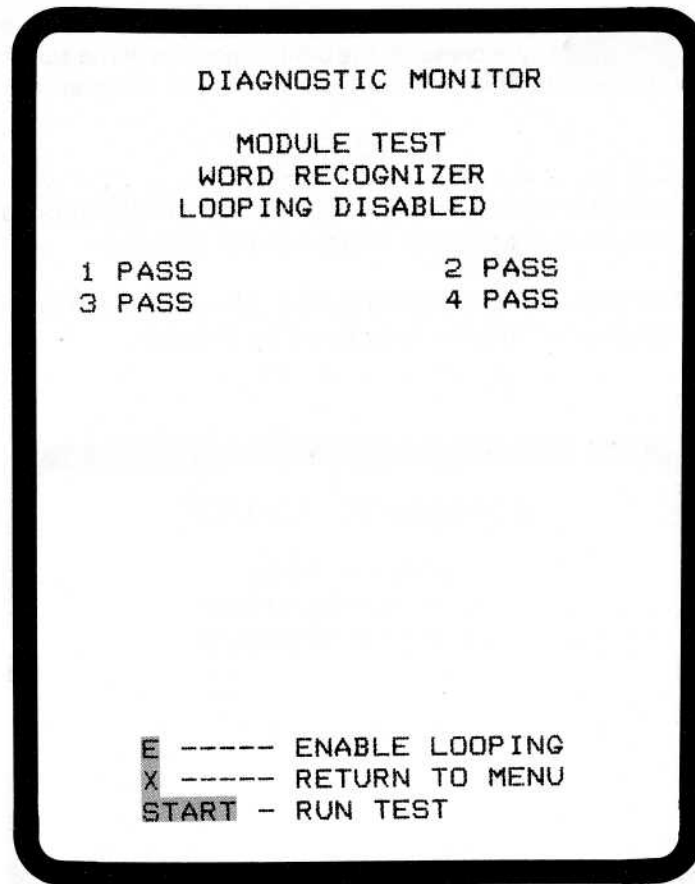 DIAGNOSTIC MONITOR
MODULE TEST
WORD RECOGNIZER
LOOPING DISABLED
1 PASS 2 PASS
3 PASS 4 PASS
E ----- ENABLE LOOPING
X ----- RETURN TO MENU
START - RUN TEST